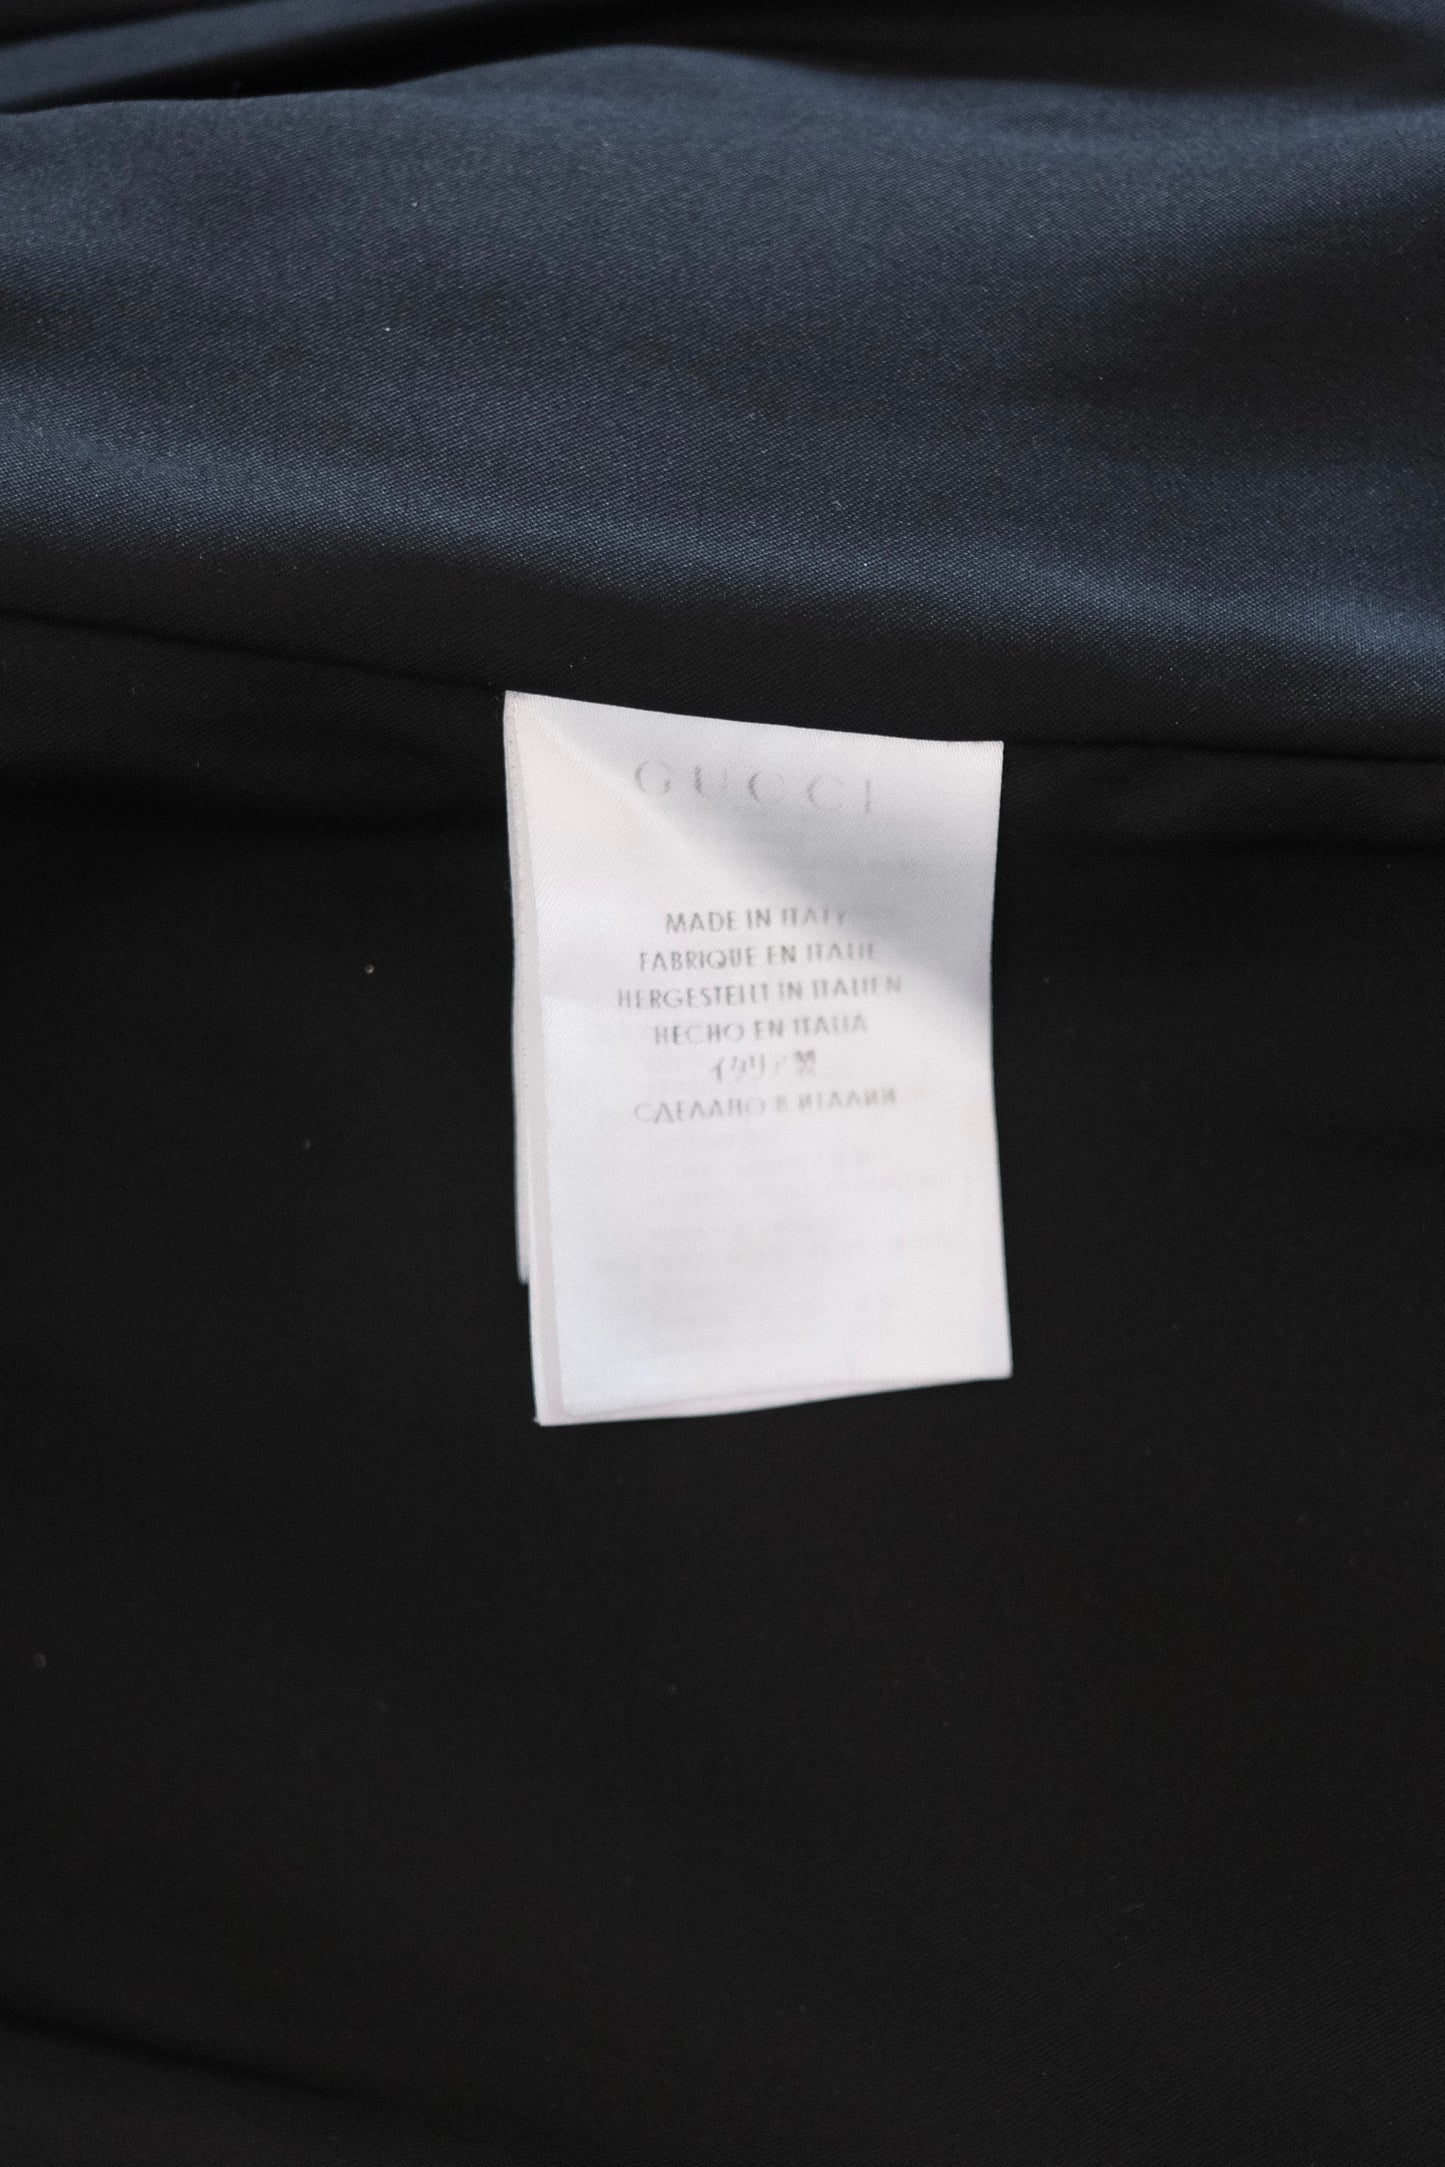 GUCCI
MADE IN ITALY
FABRIQUE EN ITALIE
HERGESTELLT IN ITALIEN
HECHO EN ITALIA
イタリア製
СДЕЛАНО В ИТАЛИИ